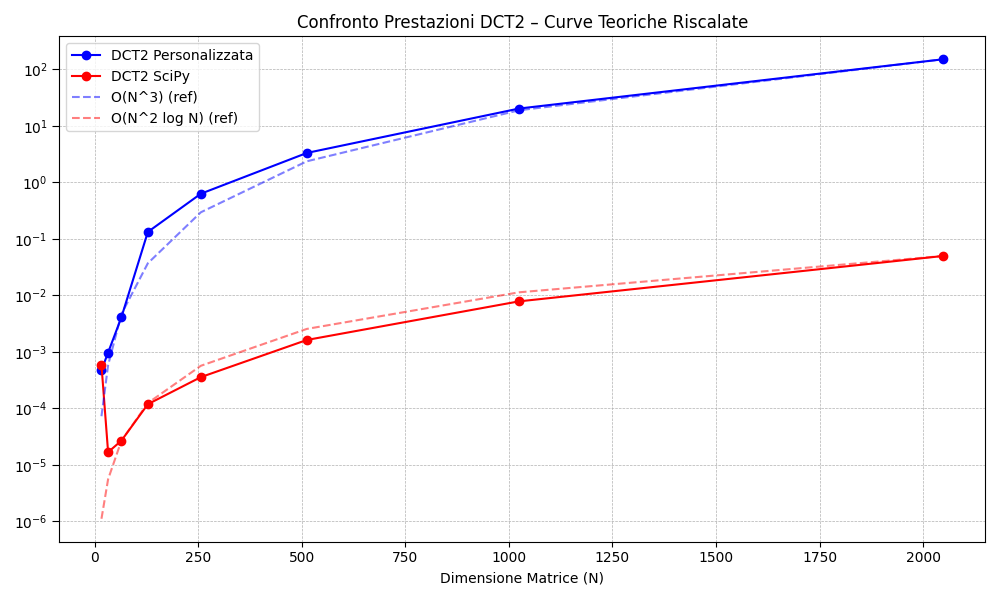 Confronto Prestazioni DCT2 – Curve Teoriche Riscalate
DCT2 Personalizzata
DCT2 SciPy
O(N^3) (ref)
O(N^2 log N) (ref)
10²
10¹
10⁰
10⁻¹
10⁻²
10⁻³
10⁻⁴
10⁻⁵
10⁻⁶
0 250 500 750 1000 1250 1500 1750 2000
Dimensione Matrice (N)